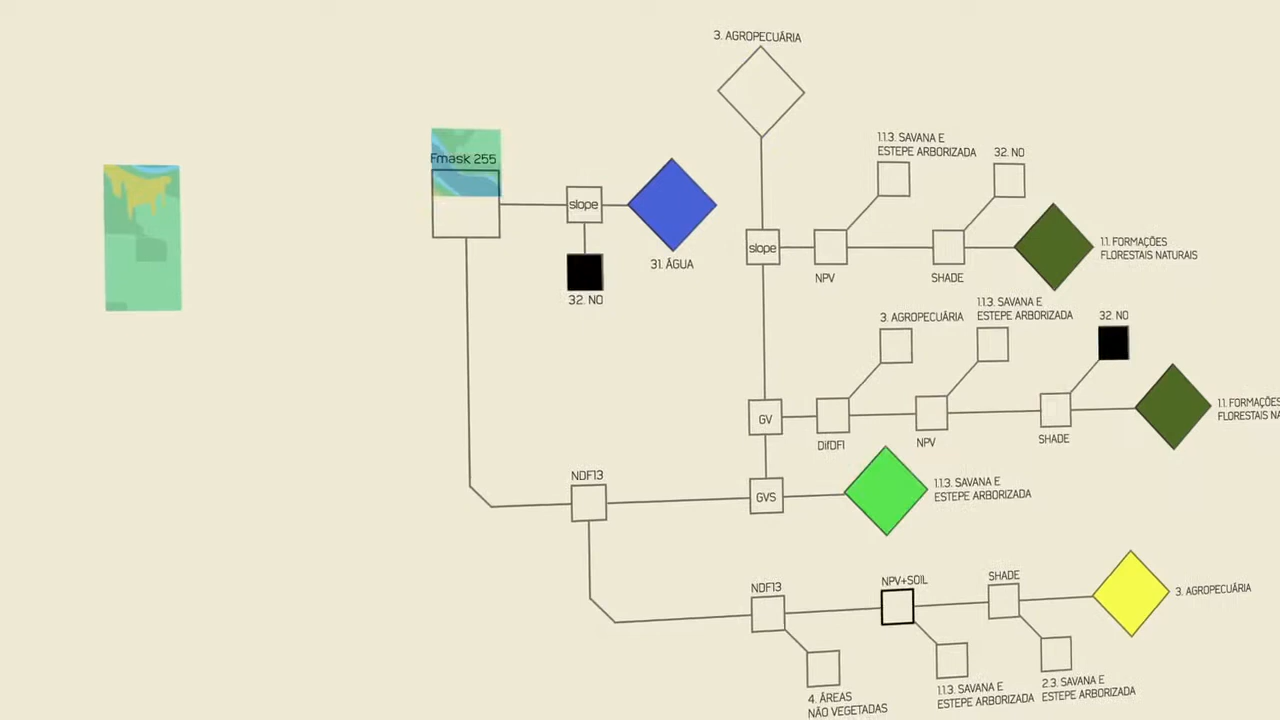 3. AGROPECUÁRIA
Fmask 255
slope
31. ÁGUA
32. NO
1.1.3. SAVANA E
ESTEPE ARBORIZADA
32. NO
slope
NPV
SHADE
1.1. FORMAÇÕES
FLORESTAIS NATURAIS
3. AGROPECUÁRIA
1.1.3. SAVANA E
ESTEPE ARBORIZADA
32. NO
GV
DifDF1
NPV
SHADE
1.1. FORMAÇÕES
FLORESTAIS NA
NDF13
GVS
1.1.3. SAVANA E
ESTEPE ARBORIZADA
NDF13
NPV+SOIL
SHADE
3. AGROPECUÁRIA
4. ÁREAS
NÃO VEGETADAS
1.1.3. SAVANA E
ESTEPE ARBORIZADA
2.3. SAVANA E
ESTEPE ARBORIZADA